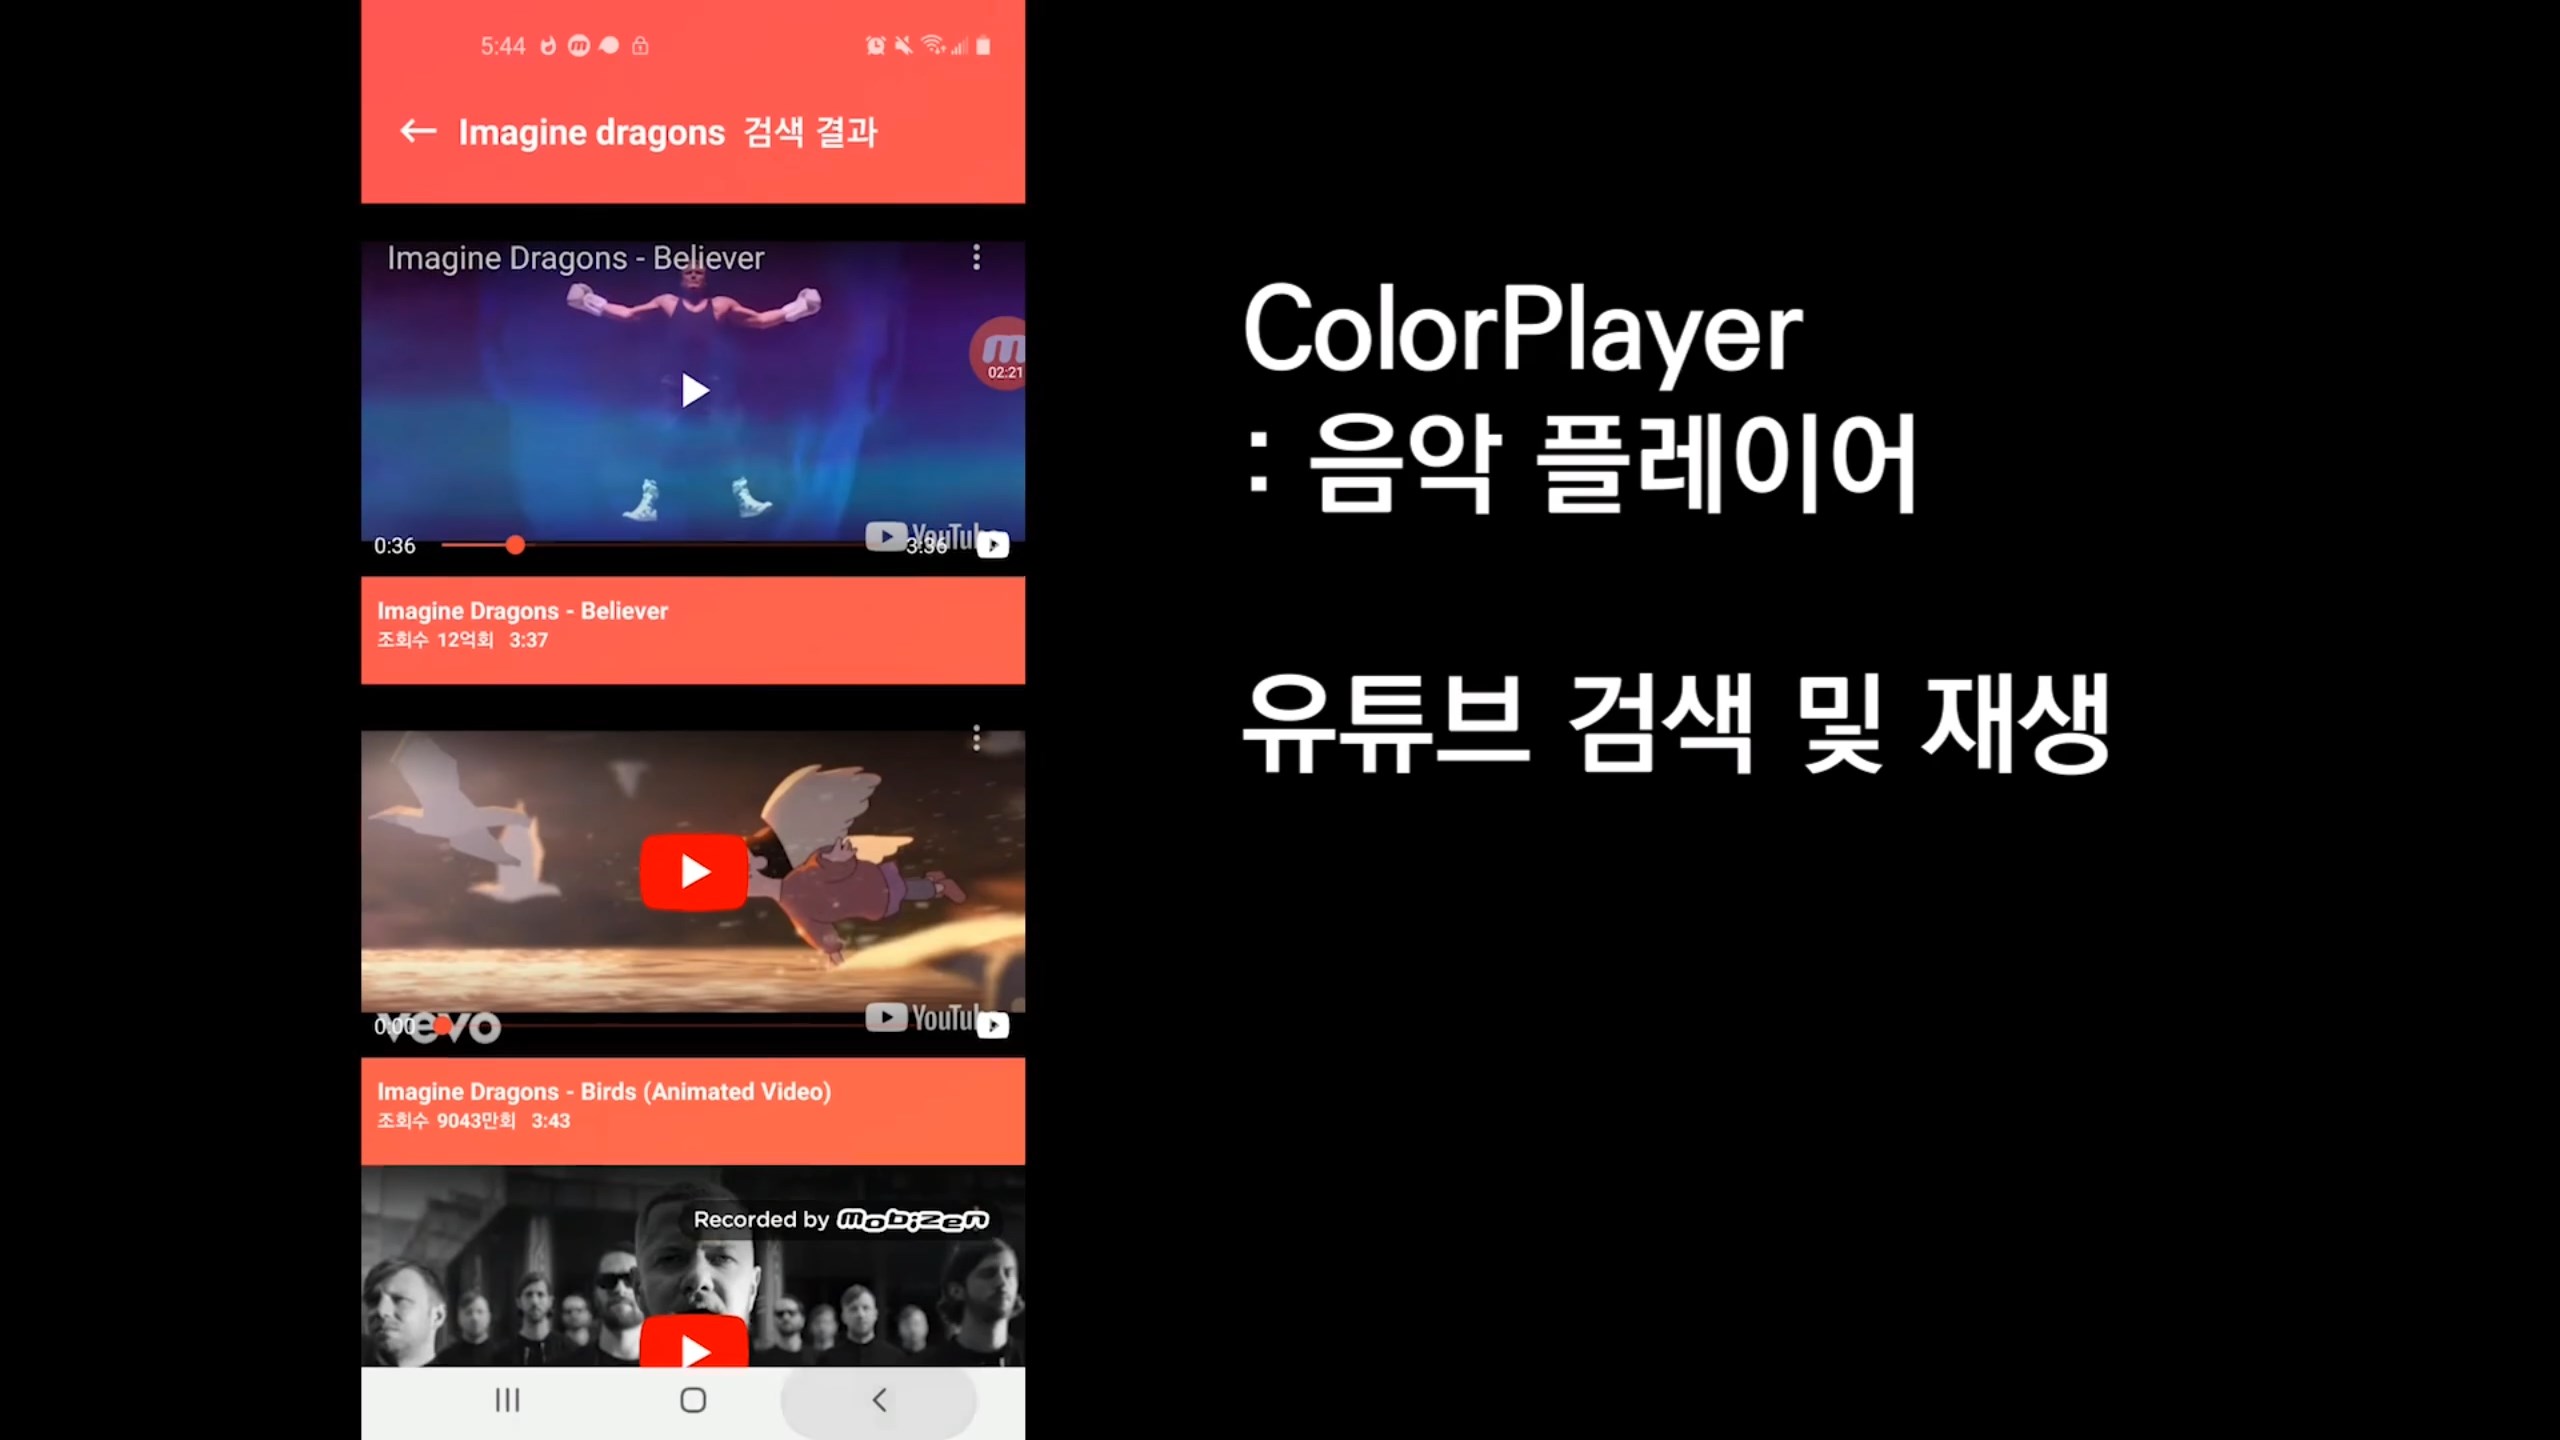 5:44
Imagine dragons 검색 결과
Imagine Dragons - Believer
02:21
0:36
3:36
YouTube
Imagine Dragons - Believer
조회수 12억회 3:37
0:00
vevo
YouTube
Imagine Dragons - Birds (Animated Video)
조회수 9043만회 3:43
Recorded by mobizen
ColorPlayer
: 음악 플레이어
유튜브 검색 및 재생